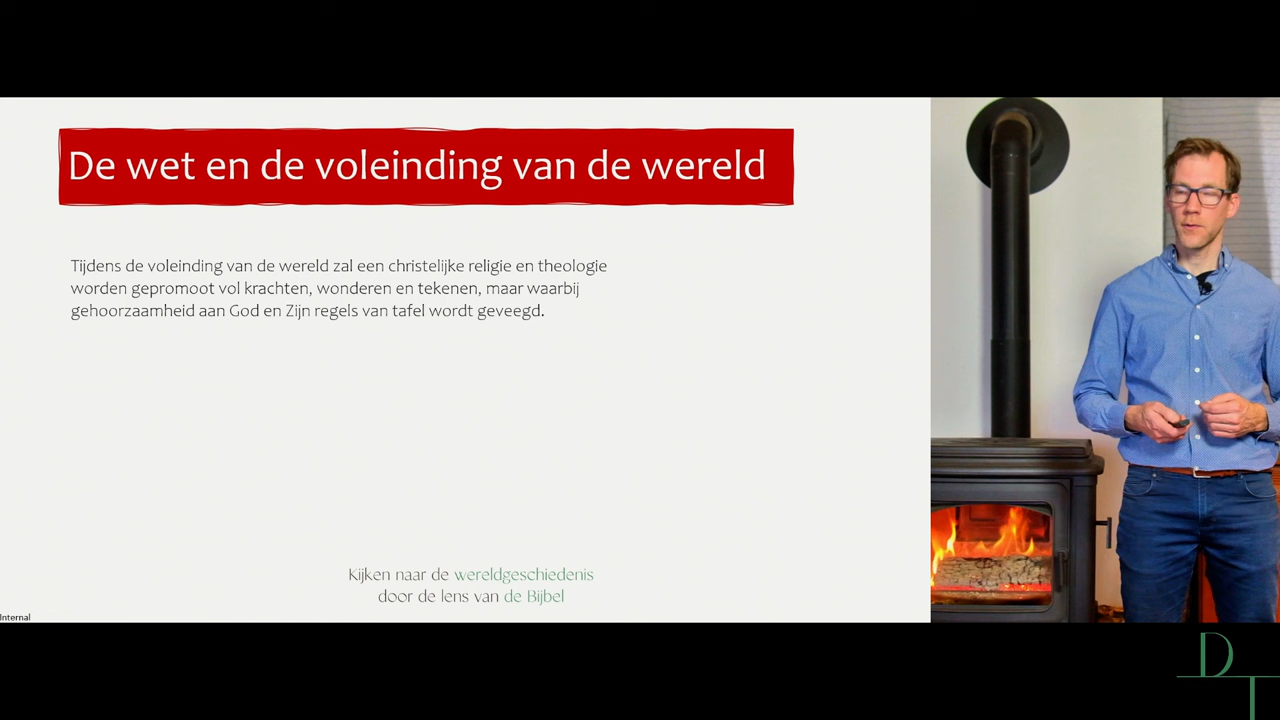 De wet en de voleinding van de wereld
Tijdens de voleinding van de wereld zal een christelijke religie en theologie
worden gepromoot vol krachten, wonderen en tekenen, maar waarbij
gehoorzaamheid aan God en Zijn regels van tafel wordt geveegd.
Kijken naar de wereldgeschiedenis
door de lens van de Bijbel
Internal
DT